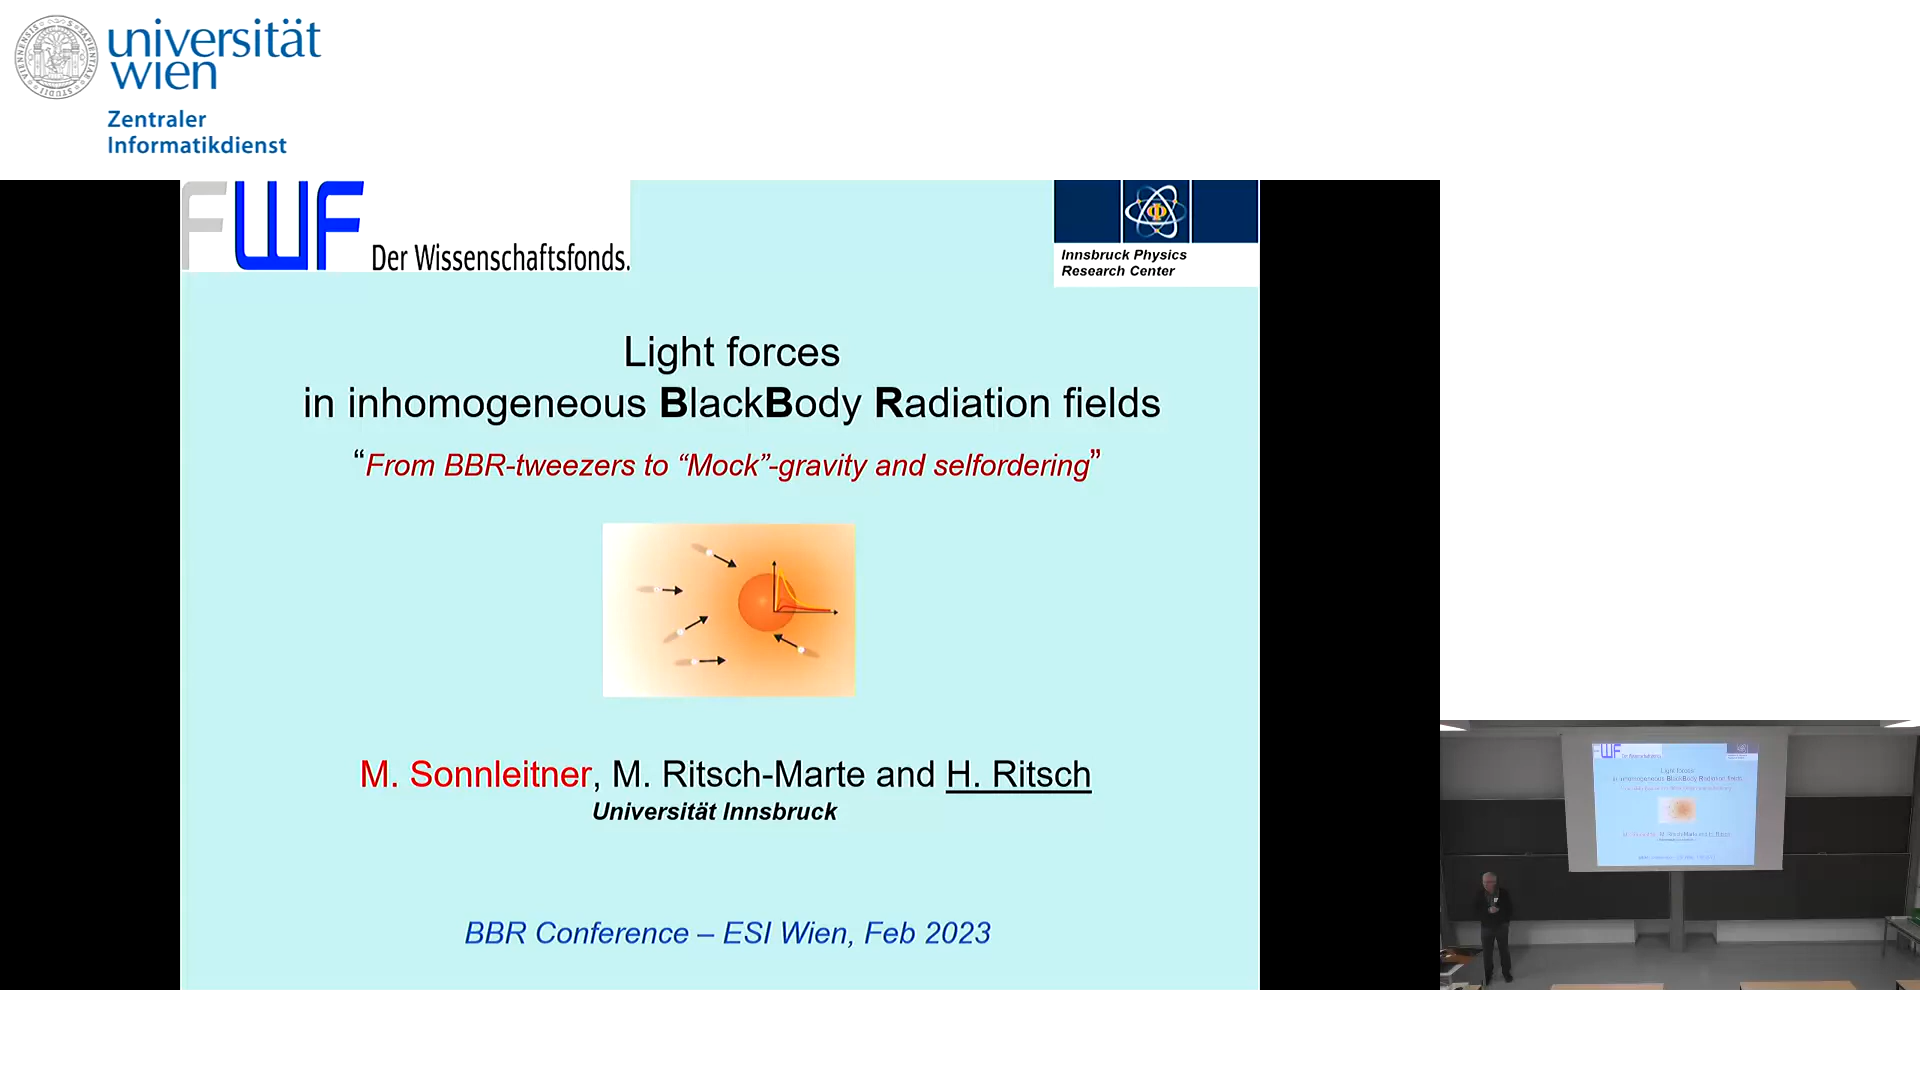 universität
wien
Zentraler
Informatikdienst
FWF Der Wissenschaftsfonds.
Innsbruck Physics
Research Center
Light forces
in inhomogeneous BlackBody Radiation fields
“From BBR-tweezers to “Mock”-gravity and selfordering”
M. Sonnleitner, M. Ritsch-Marte and H. Ritsch
Universität Innsbruck
BBR Conference – ESI Wien, Feb 2023